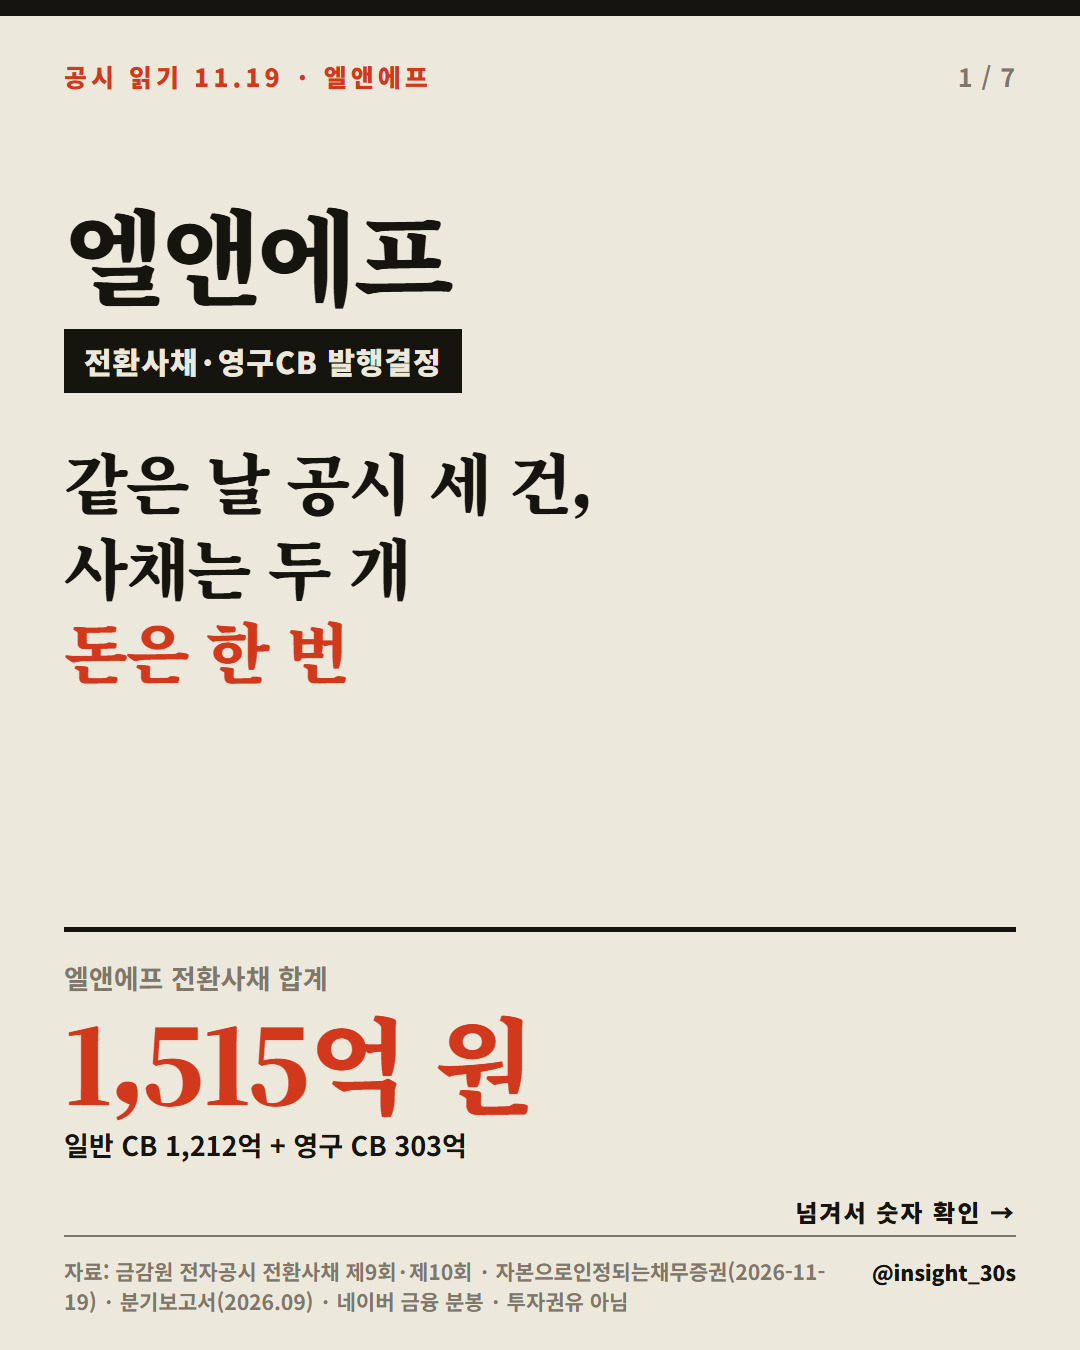 공시 읽기 11.19 · 엘앤에프
1 / 7
엘앤에프
전환사채·영구CB 발행결정
같은 날 공시 세 건,
사채는 두 개
돈은 한 번
엘앤에프 전환사채 합계
1,515억 원
일반 CB 1,212억 + 영구 CB 303억
넘겨서 숫자 확인 →
자료: 금감원 전자공시 전환사채 제9회·제10회 · 자본으로인정되는채무증권(2026-11-
19) · 분기보고서(2026.09) · 네이버 금융 분봉 · 투자권유 아님
@insight_30s